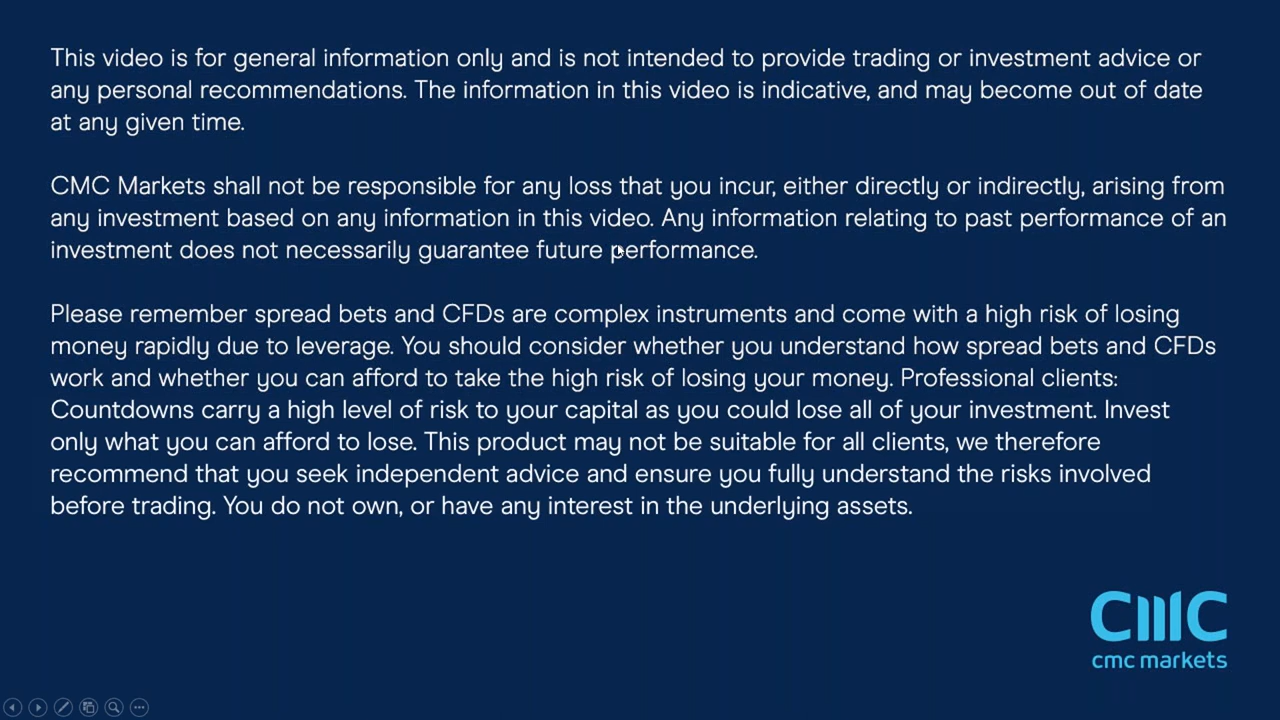 This video is for general information only and is not intended to provide trading or investment advice or
any personal recommendations. The information in this video is indicative, and may become out of date
at any given time.
CMC Markets shall not be responsible for any loss that you incur, either directly or indirectly, arising from
any investment based on any information in this video. Any information relating to past performance of an
investment does not necessarily guarantee future performance.
Please remember spread bets and CFDs are complex instruments and come with a high risk of losing
money rapidly due to leverage. You should consider whether you understand how spread bets and CFDs
work and whether you can afford to take the high risk of losing your money. Professional clients:
Countdowns carry a high level of risk to your capital as you could lose all of your investment. Invest
only what you can afford to lose. This product may not be suitable for all clients, we therefore
recommend that you seek independent advice and ensure you fully understand the risks involved
before trading. You do not own, or have any interest in the underlying assets.
CMC
cmc markets